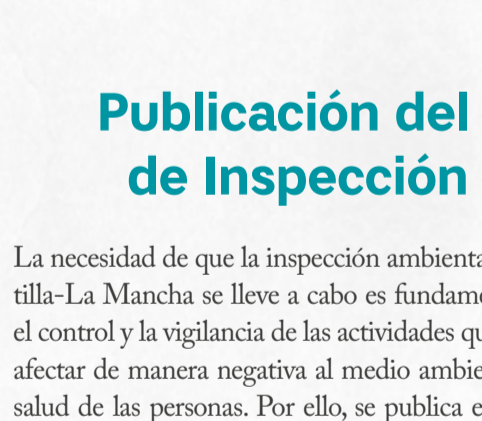 Publicación del
de Inspección
La necesidad de que la inspección ambienta
tilla-La Mancha se lleve a cabo es fundame
el control y la vigilancia de las actividades qu
afectar de manera negativa al medio ambie
salud de las personas. Por ello, se publica e